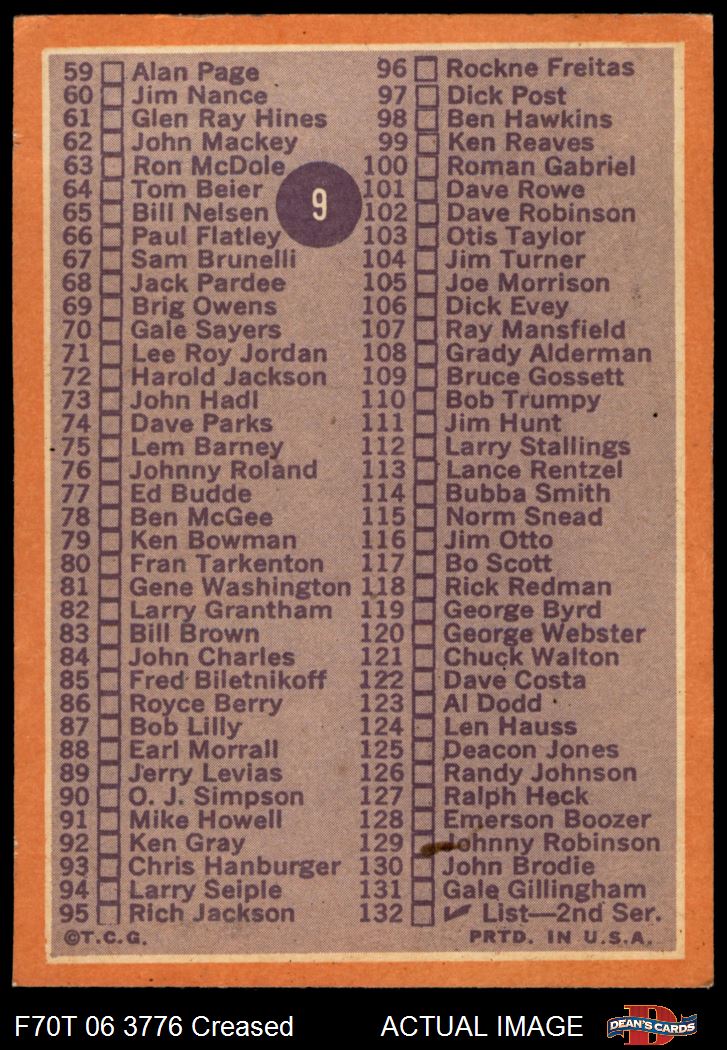 59 Alan Page
60 Jim Nance
61 Glen Ray Hines
62 John Mackey
63 Ron McDole
64 Tom Beier
65 Bill Nelsen
66 Paul Flatley
67 Sam Brunelli
68 Jack Pardee
69 Brig Owens
70 Gale Sayers
71 Lee Roy Jordan
72 Harold Jackson
73 John Hadl
74 Dave Parks
75 Lem Barney
76 Johnny Roland
77 Ed Budde
78 Ben McGee
79 Ken Bowman
80 Fran Tarkenton
81 Gene Washington
82 Larry Grantham
83 Bill Brown
84 John Charles
85 Fred Biletnikoff
86 Royce Berry
87 Bob Lilly
88 Earl Morrall
89 Jerry Levias
90 O. J. Simpson
91 Mike Howell
92 Ken Gray
93 Chris Hanburger
94 Larry Seiple
95 Rich Jackson
©T.C.G.
9
96 Rockne Freitas
97 Dick Post
98 Ben Hawkins
99 Ken Reaves
100 Roman Gabriel
101 Dave Rowe
102 Dave Robinson
103 Otis Taylor
104 Jim Turner
105 Joe Morrison
106 Dick Evey
107 Ray Mansfield
108 Grady Alderman
109 Bruce Gossett
110 Bob Trumpy
111 Jim Hunt
112 Larry Stallings
113 Lance Rentzel
114 Bubba Smith
115 Norm Snead
116 Jim Otto
117 Bo Scott
118 Rick Redman
119 George Byrd
120 George Webster
121 Chuck Walton
122 Dave Costa
123 Al Dodd
124 Len Hauss
125 Deacon Jones
126 Randy Johnson
127 Ralph Heck
128 Emerson Boozer
129 Johnny Robinson
130 John Brodie
131 Gale Gillingham
132 ✓ List—2nd Ser.
PRTD. IN U.S.A.
F70T 06 3776 Creased
ACTUAL IMAGE
D
DEAN'S CARDS